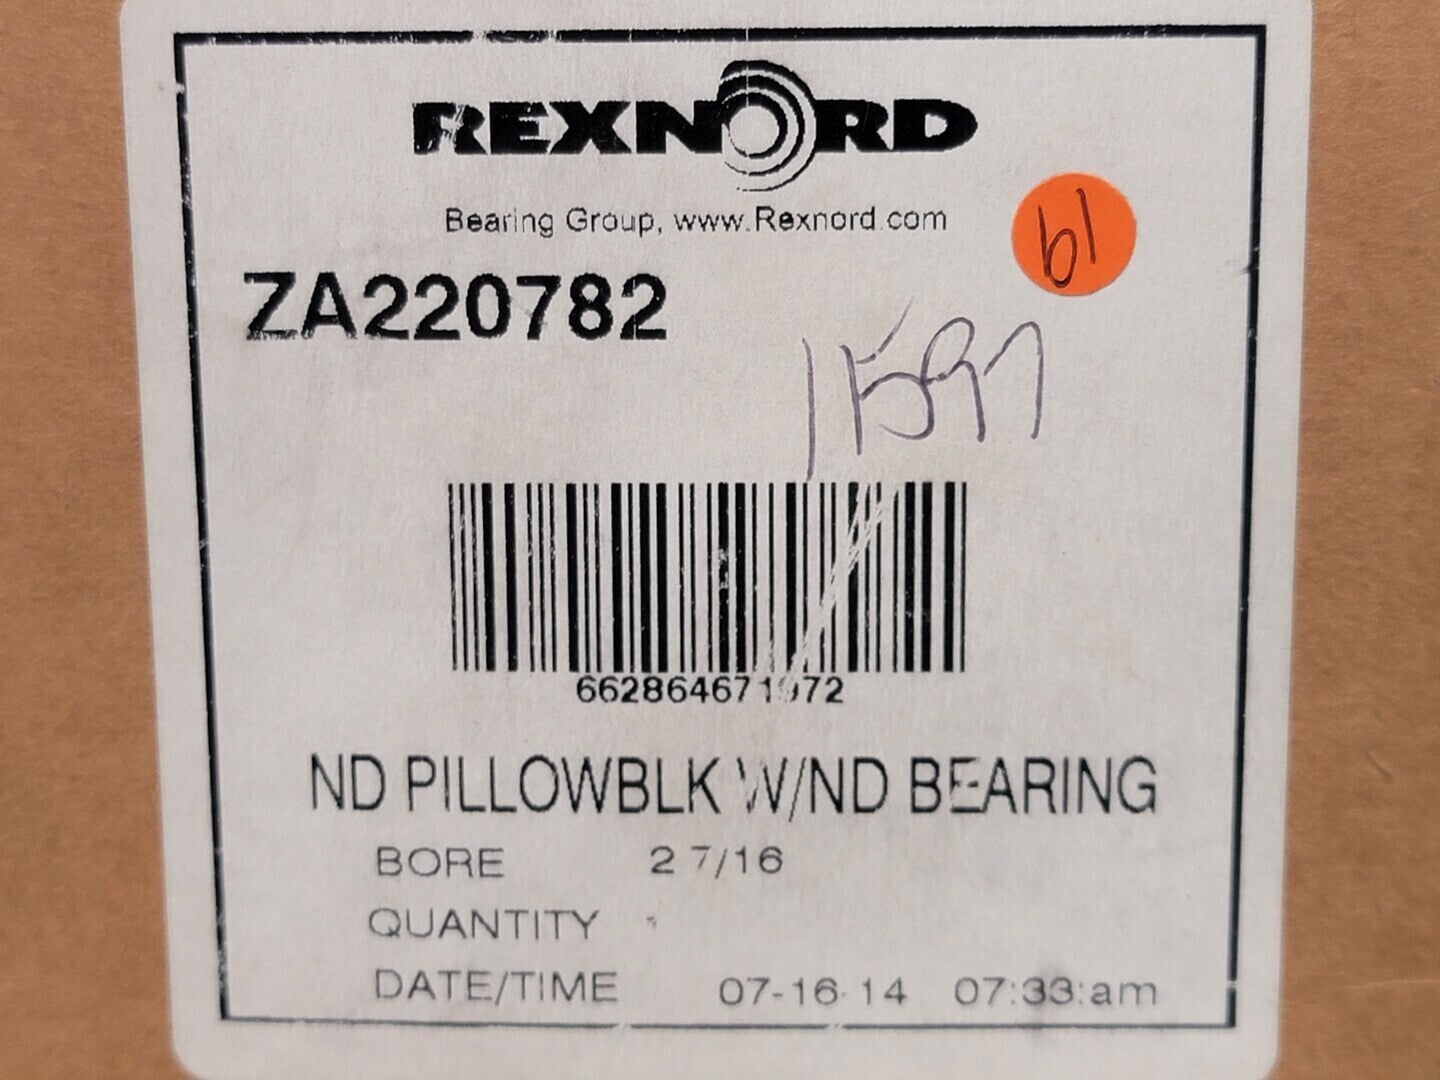 REXNORD
Bearing Group, www.Rexnord.com
ZA220782
1597
662864671972
ND PILLOWBLK W/ND BEARING
BORE 2 7/16
QUANTITY
DATE/TIME 07-16-14 07:33:am